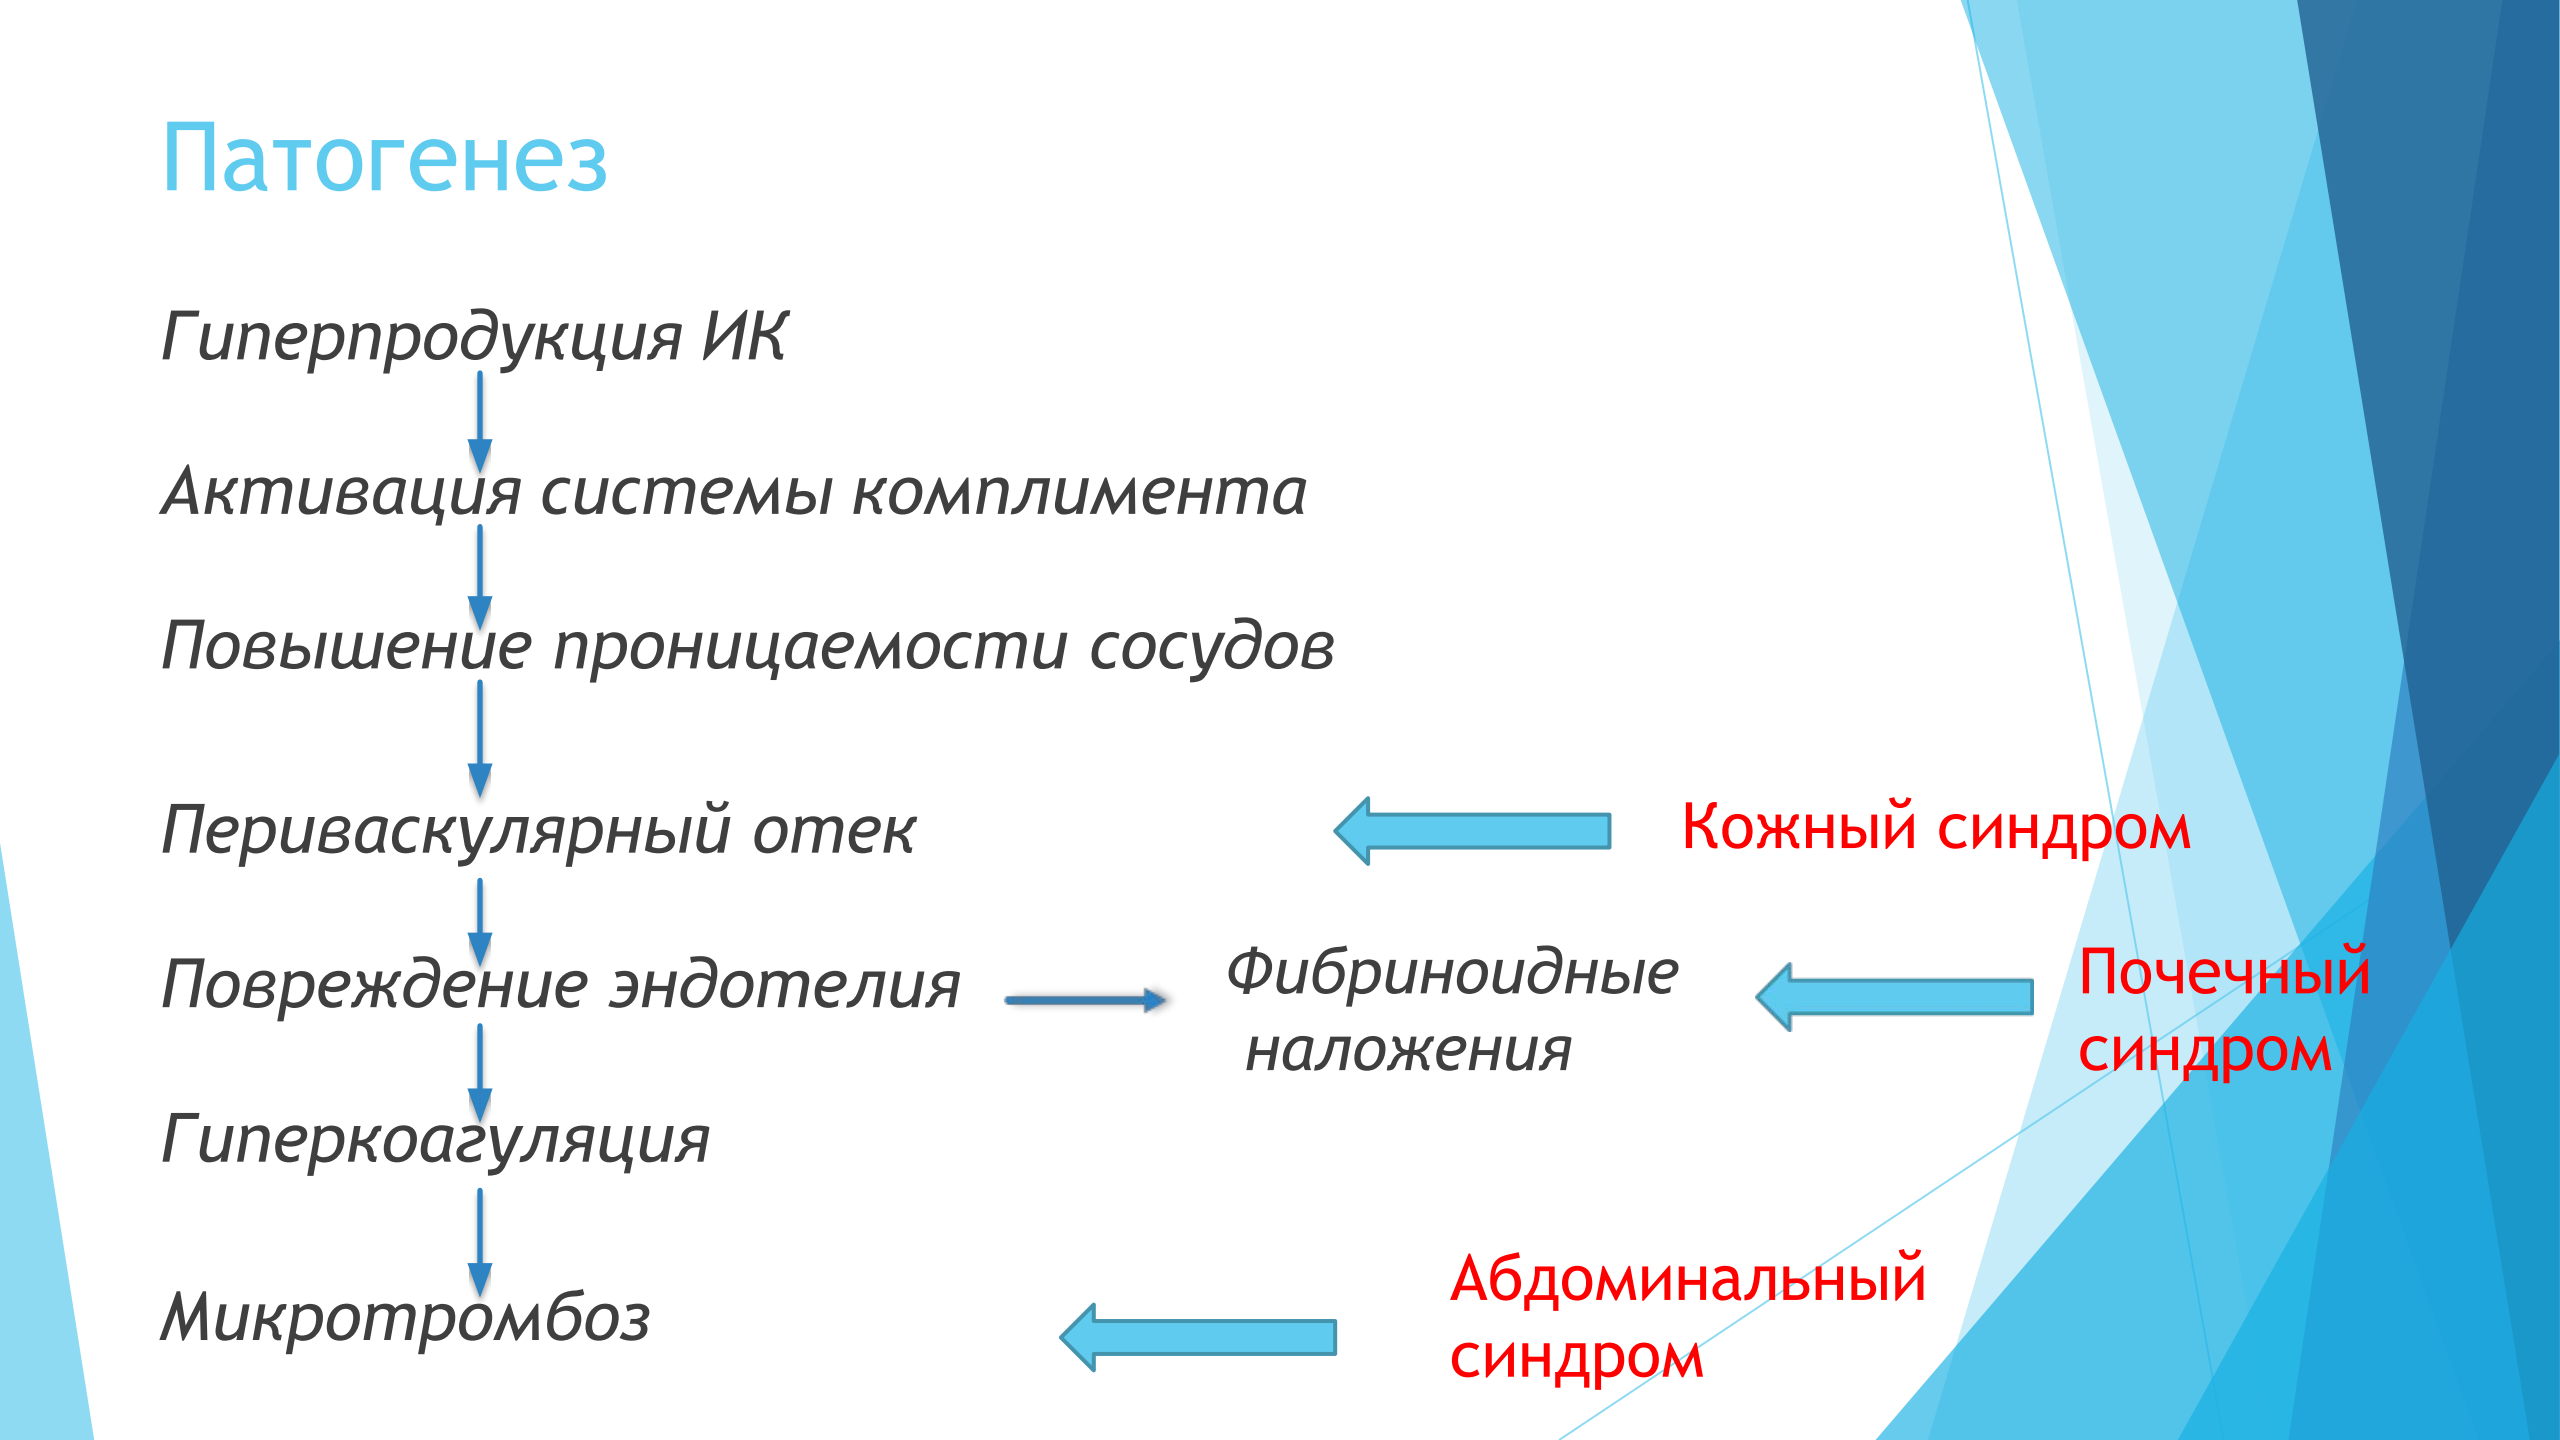 Патогенез
Гиперпродукция ИК
Активация системы комплимента
Повышение проницаемости сосудов
Периваскулярный отек
Кожный синдром
Повреждение эндотелия
Фибриноидные
наложения
Почечный
синдром
Гиперкоагуляция
Микротромбоз
Абдоминальный
синдром